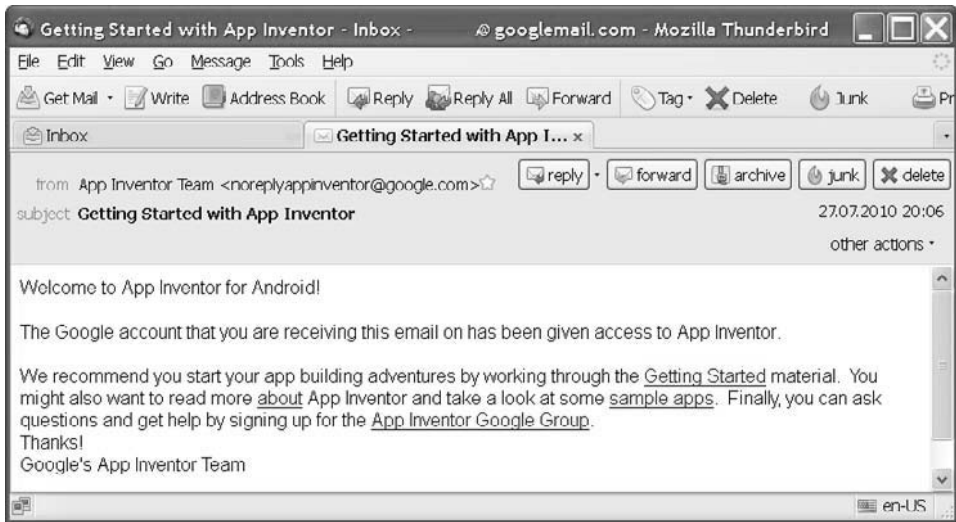 Getting Started with App Inventor - Inbox - @googlemail.com - Mozilla Thunderbird
File Edit View Go Message Tools Help
Get Mail Write Address Book Reply Reply All Forward Tag Delete Junk Pr
Inbox Getting Started with App I... ×
from App Inventor Team <noreplyappinventor@google.com> reply forward archive junk delete
subject Getting Started with App Inventor 27.07.2010 20:06
other actions
Welcome to App Inventor for Android!
The Google account that you are receiving this email on has been given access to App Inventor.
We recommend you start your app building adventures by working through the Getting Started material. You
might also want to read more about App Inventor and take a look at some sample apps. Finally, you can ask
questions and get help by signing up for the App Inventor Google Group.
Thanks!
Google's App Inventor Team
en-US